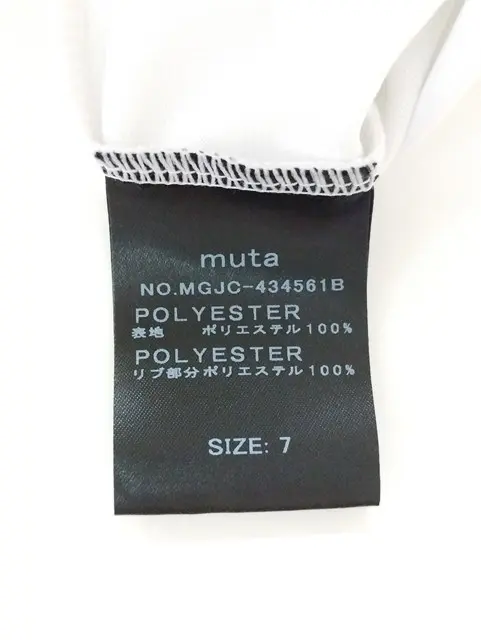 muta
NO.MGJC-434561B
POLYESTER
表地 ポリエステル100%
POLYESTER
リブ部分ポリエステル100%
SIZE: 7